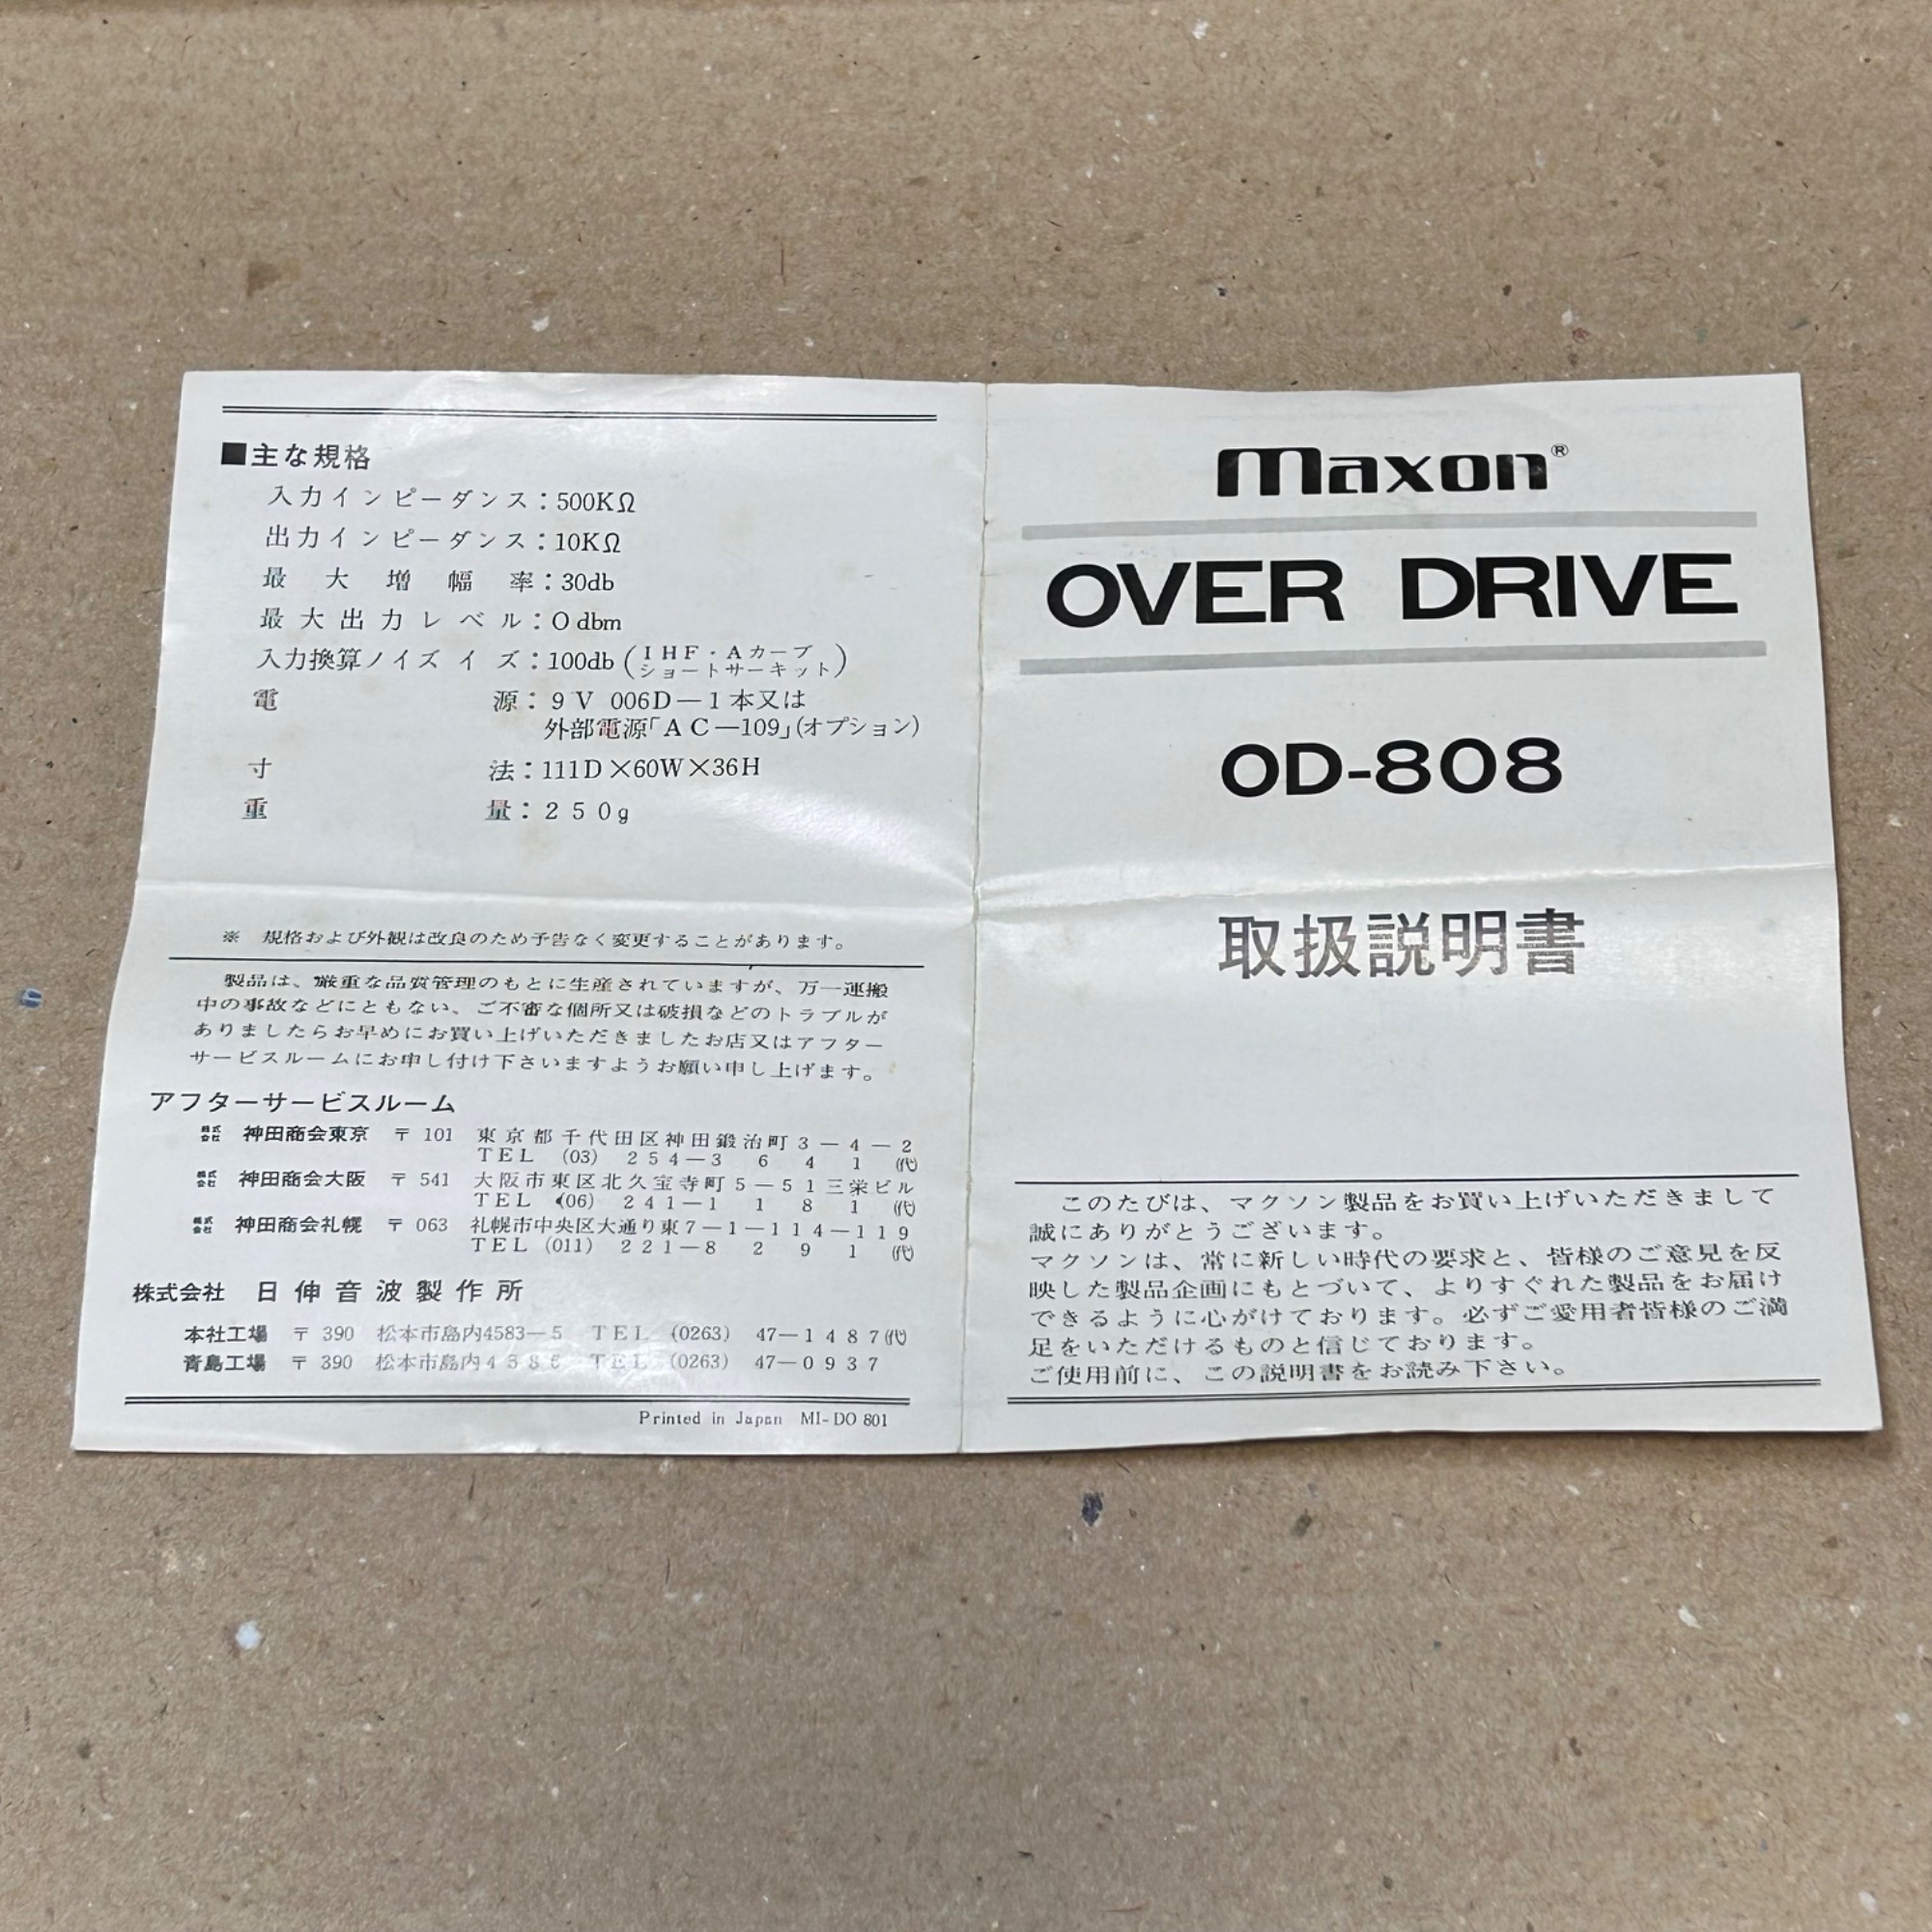 ■主な規格
入力インピーダンス：500KΩ
出力インピーダンス：10KΩ
最大増幅率：30db
最大出力レベル：0dbm
入力換算ノイズイズ：100db（IHF・Aカーブ
ショートサーキット）
電源：9V 006D―1本又は
外部電源「AC―109」（オプション）
寸法：111D×60W×36H
重量：250g
※　規格および外観は改良のため予告なく変更することがあります。
製品は、厳重な品質管理のもとに生産されていますが、万一運搬
中の事故などにともない、ご不審な個所又は破損などのトラブルが
ありましたらお早めにお買い上げいただきましたお店又はアフター
サービスルームにお申し付け下さいますようお願い申し上げます。
アフターサービスルーム
株式会社 神田商会東京 〒101 東京都千代田区神田鍛治町3―4―2
TEL (03) 254―3641 (代)
株式会社 神田商会大阪 〒541 大阪市東区北久宝寺町5―51三栄ビル
TEL (06) 241―1181 (代)
株式会社 神田商会札幌 〒063 札幌市中央区大通り東7―1―114―119
TEL (011) 221―8291 (代)
株式会社 日伸音波製作所
本社工場 〒390 松本市島内4583―5 TEL (0263) 47―1487(代)
青島工場 〒390 松本市島内 TEL (0263) 47―0937
Printed in Japan MI-DO 801
maxon®
OVER DRIVE
OD-808
取扱説明書
このたびは、マクソン製品をお買い上げいただきまして
誠にありがとうございます。
マクソンは、常に新しい時代の要求と、皆様のご意見を反
映した製品企画にもとづいて、よりすぐれた製品をお届け
できるように心がけております。必ずご愛用者皆様のご満
足をいただけるものと信じております。
ご使用前に、この説明書をお読み下さい。